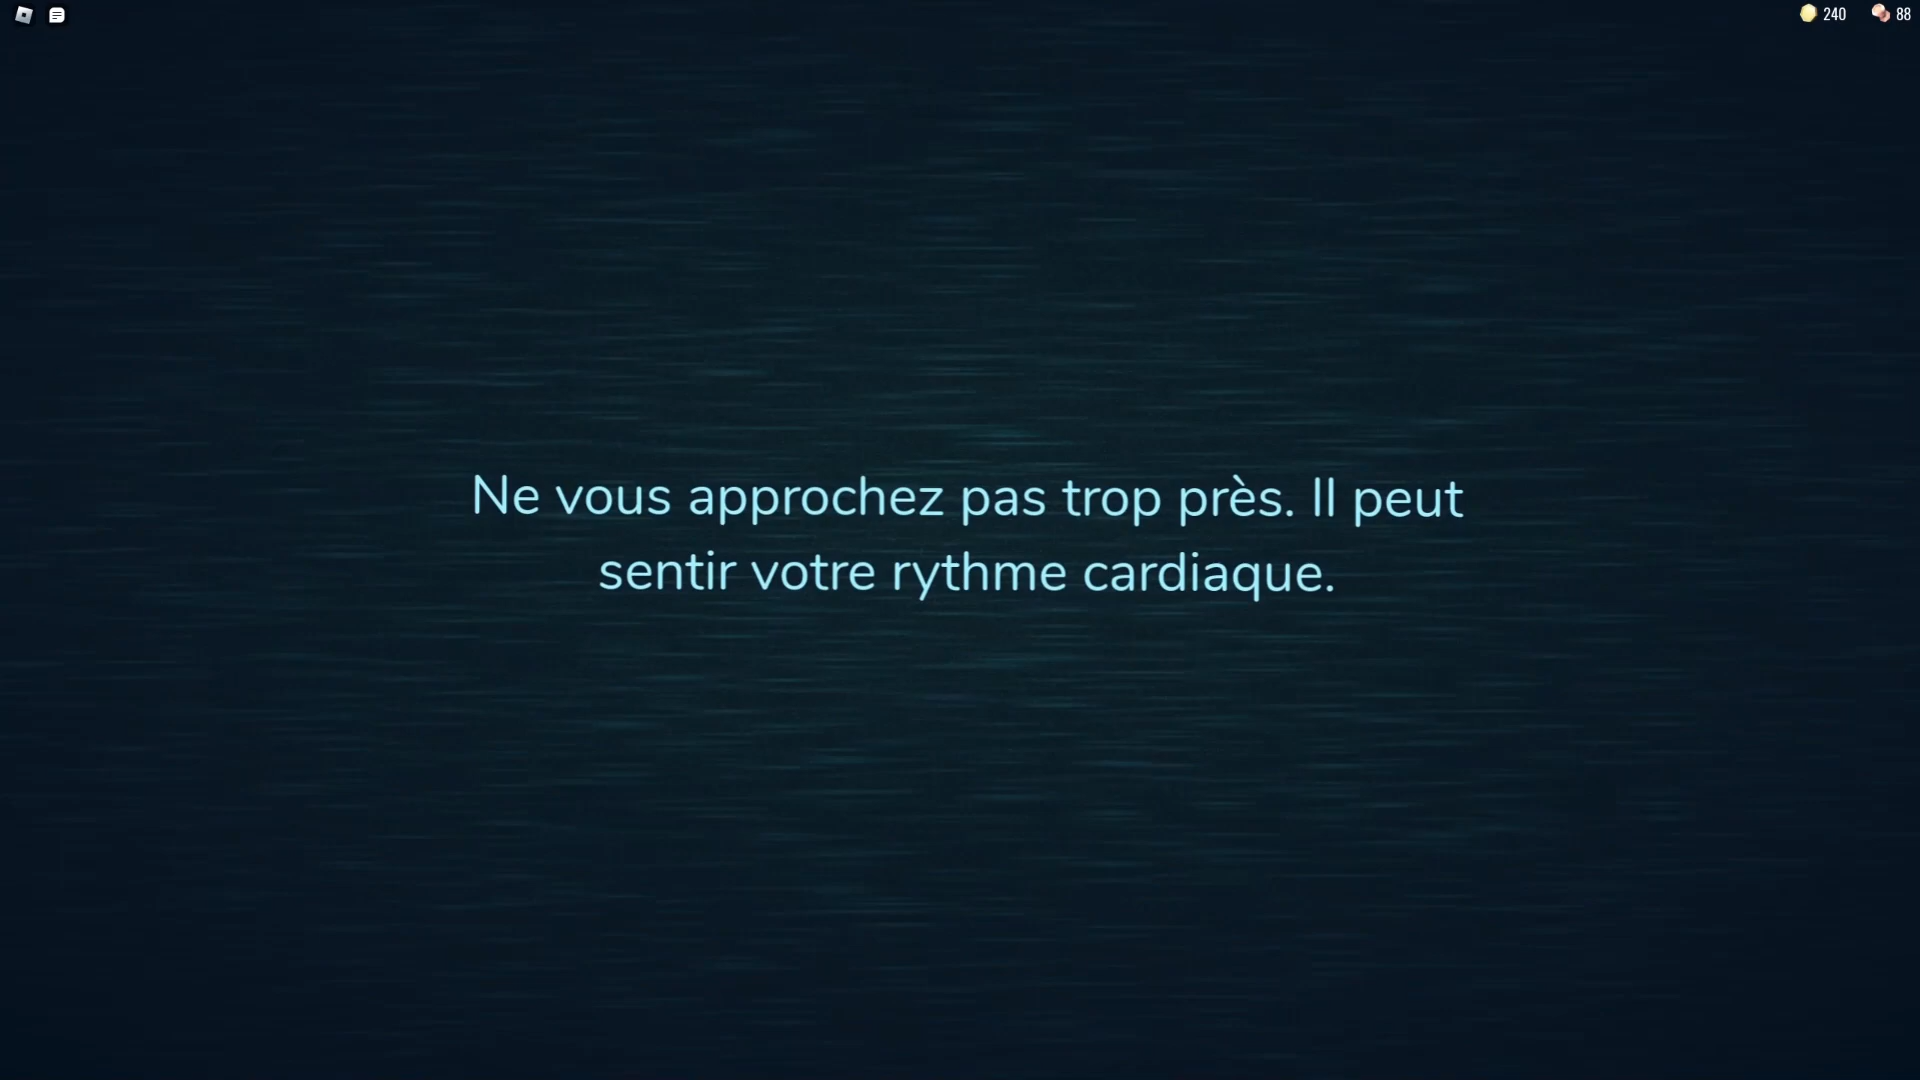 240 88
Ne vous approchez pas trop près. Il peut
sentir votre rythme cardiaque.